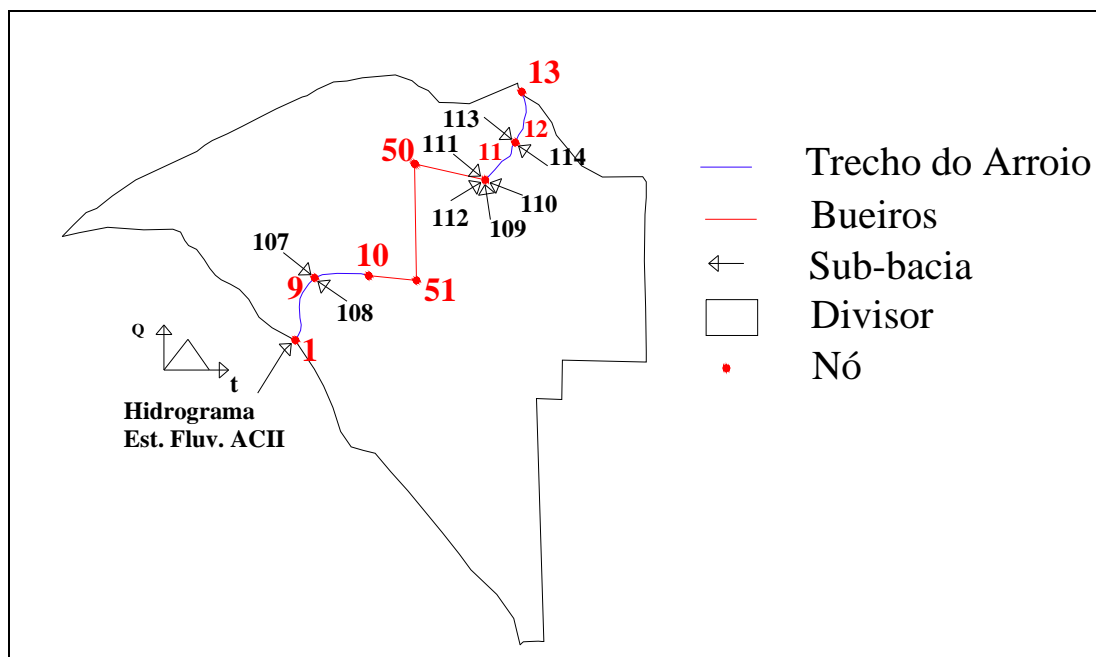 13
113
12
11
114
50
111
110
112
109
107
10
9
108
51
Q
1
t
Hidrograma
Est. Fluv. ACII
Trecho do Arroio
Bueiros
Sub-bacia
Divisor
Nó